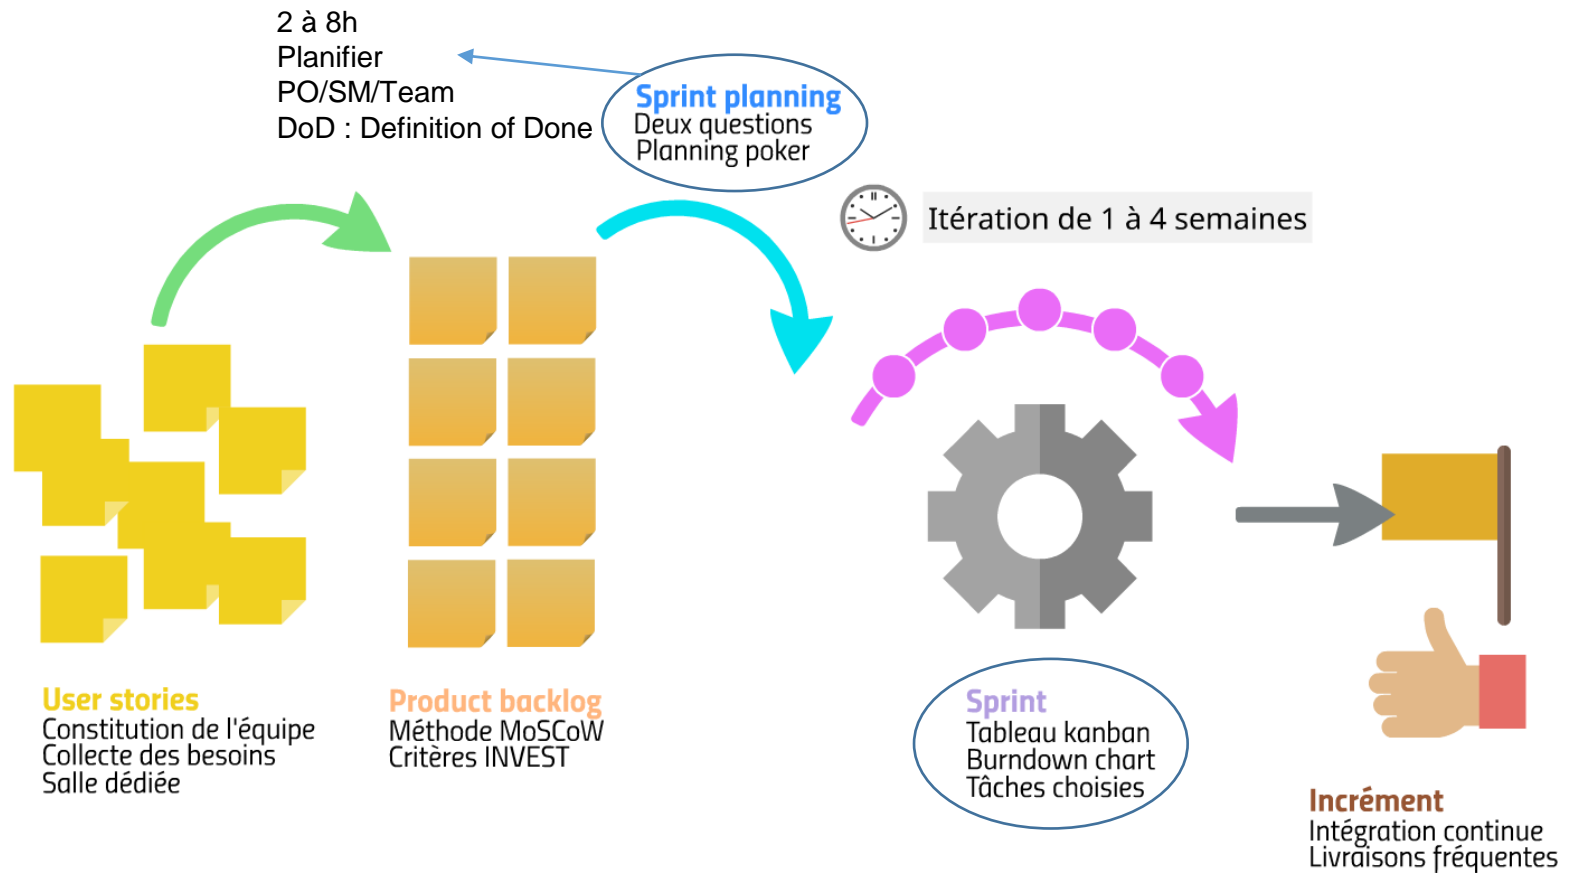 2 à 8h
Planifier
PO/SM/Team
DoD : Definition of Done
Sprint planning
Deux questions
Planning poker
Itération de 1 à 4 semaines
User stories
Constitution de l'équipe
Collecte des besoins
Salle dédiée
Product backlog
Méthode MoSCoW
Critères INVEST
Sprint
Tableau kanban
Burndown chart
Tâches choisies
Incrément
Intégration continue
Livraisons fréquentes